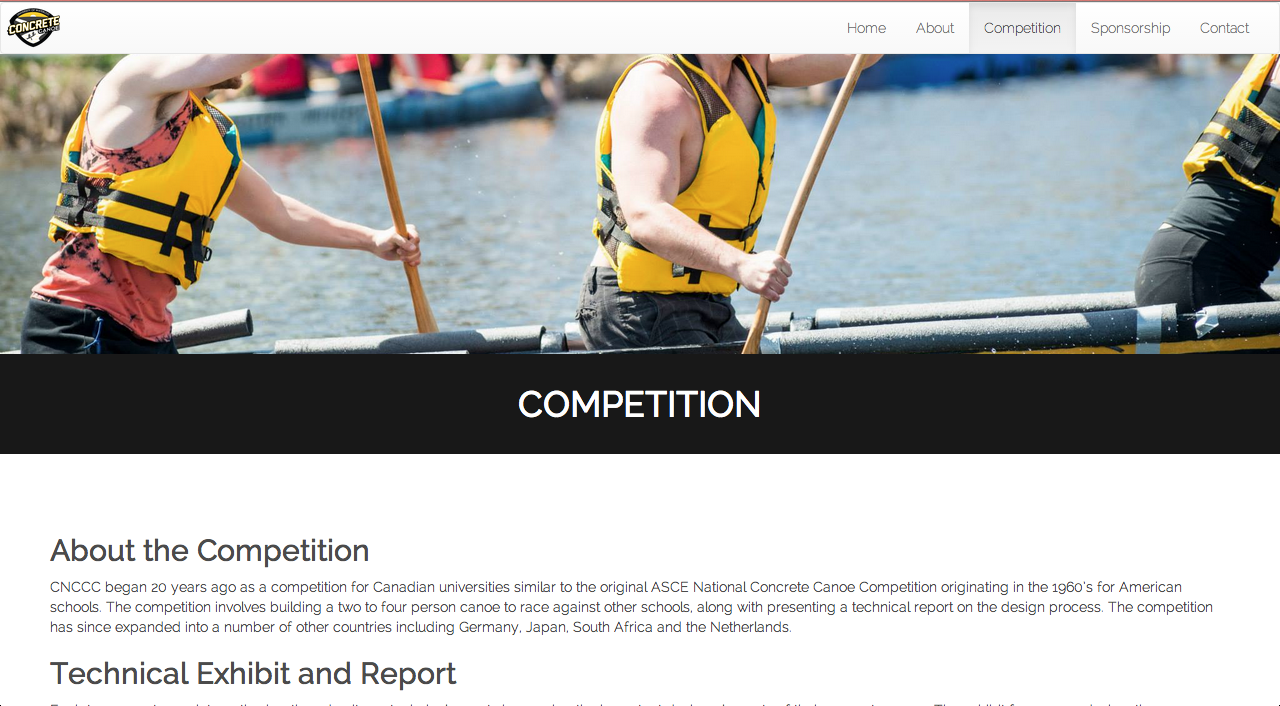 CONCRETE
CANOE
Home
About
Competition
Sponsorship
Contact
COMPETITION
About the Competition
CNCCC began 20 years ago as a competition for Canadian universities similar to the original ASCE National Concrete Canoe Competition originating in the 1960's for American
schools. The competition involves building a two to four person canoe to race against other schools, along with presenting a technical report on the design process. The competition
has since expanded into a number of other countries including Germany, Japan, South Africa and the Netherlands.
Technical Exhibit and Report